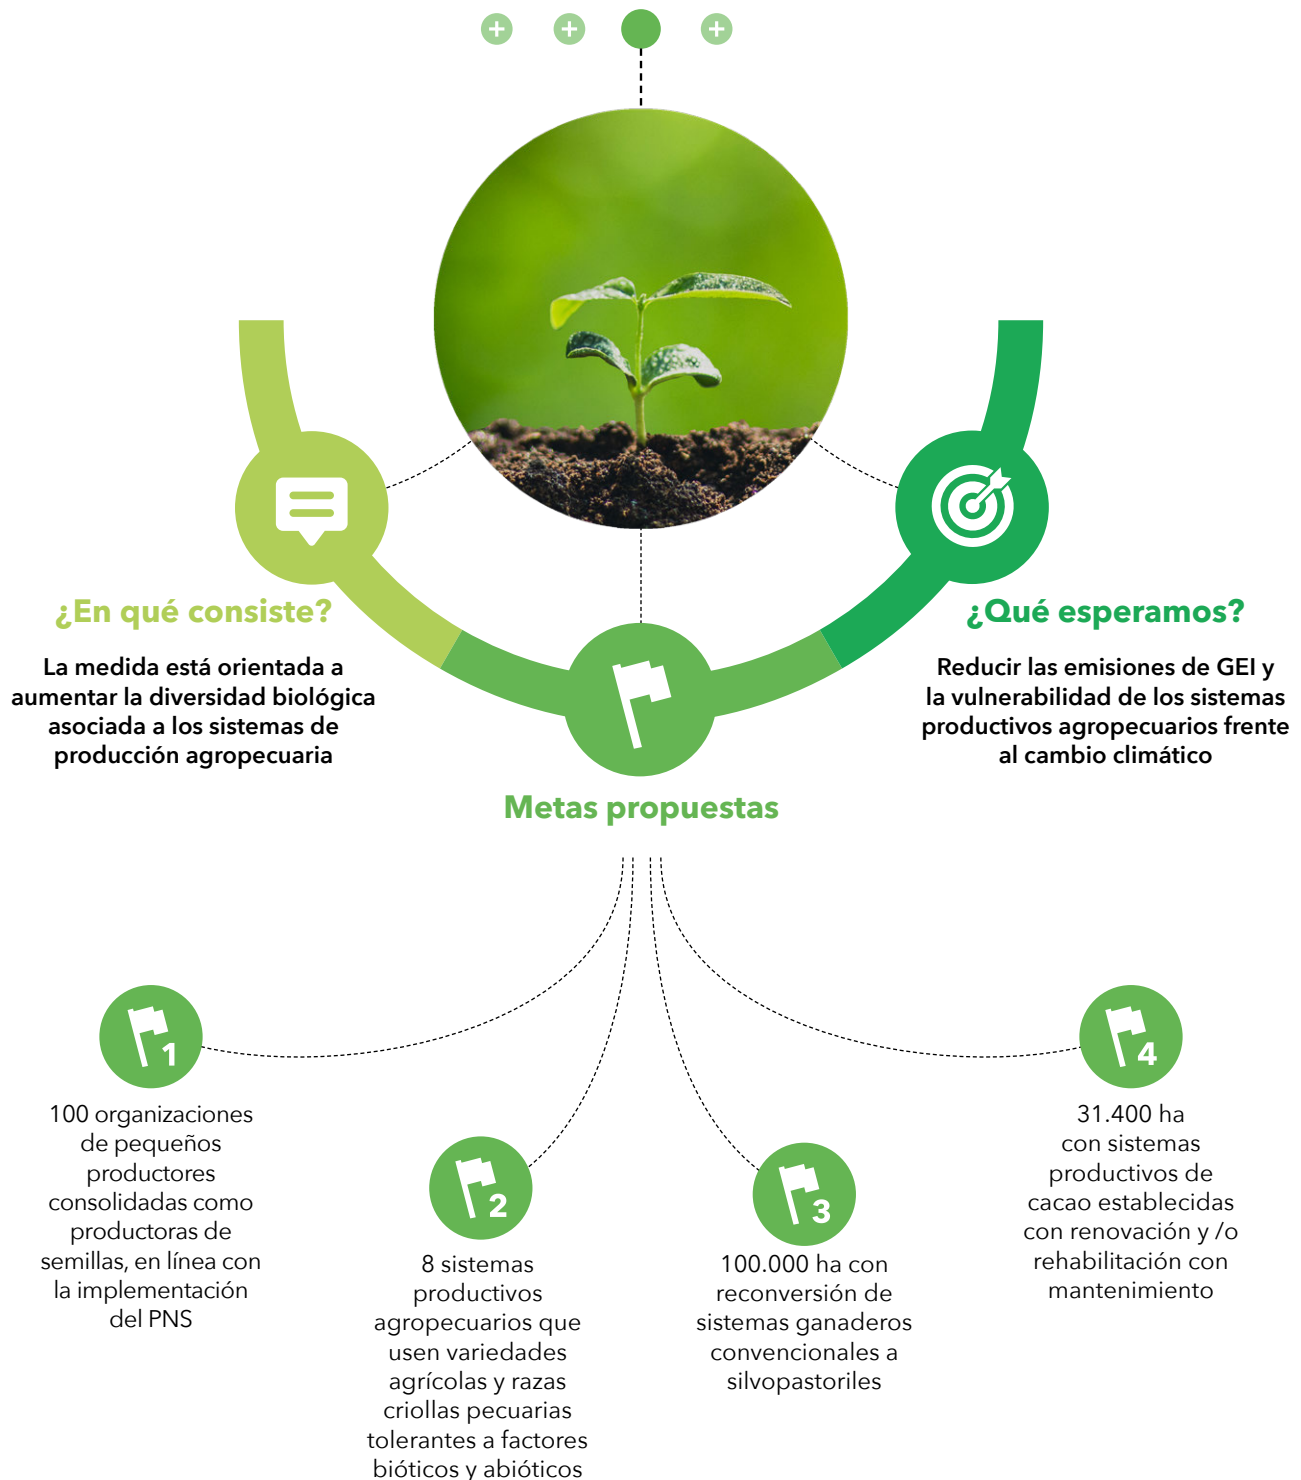 ¿En qué consiste?
La medida está orientada a
aumentar la diversidad biológica
asociada a los sistemas de
producción agropecuaria
¿Qué esperamos?
Reducir las emisiones de GEI y
la vulnerabilidad de los sistemas
productivos agropecuarios frente
al cambio climático
Metas propuestas
1
100 organizaciones
de pequeños
productores
consolidadas como
productoras de
semillas, en línea con
la implementación
del PNS
2
8 sistemas
productivos
agropecuarios que
usen variedades
agrícolas y razas
criollas pecuarias
tolerantes a factores
bióticos y abióticos
3
100.000 ha con
reconversión de
sistemas ganaderos
convencionales a
silvopastoriles
4
31.400 ha
con sistemas
productivos de
cacao establecidas
con renovación y /o
rehabilitación con
mantenimiento